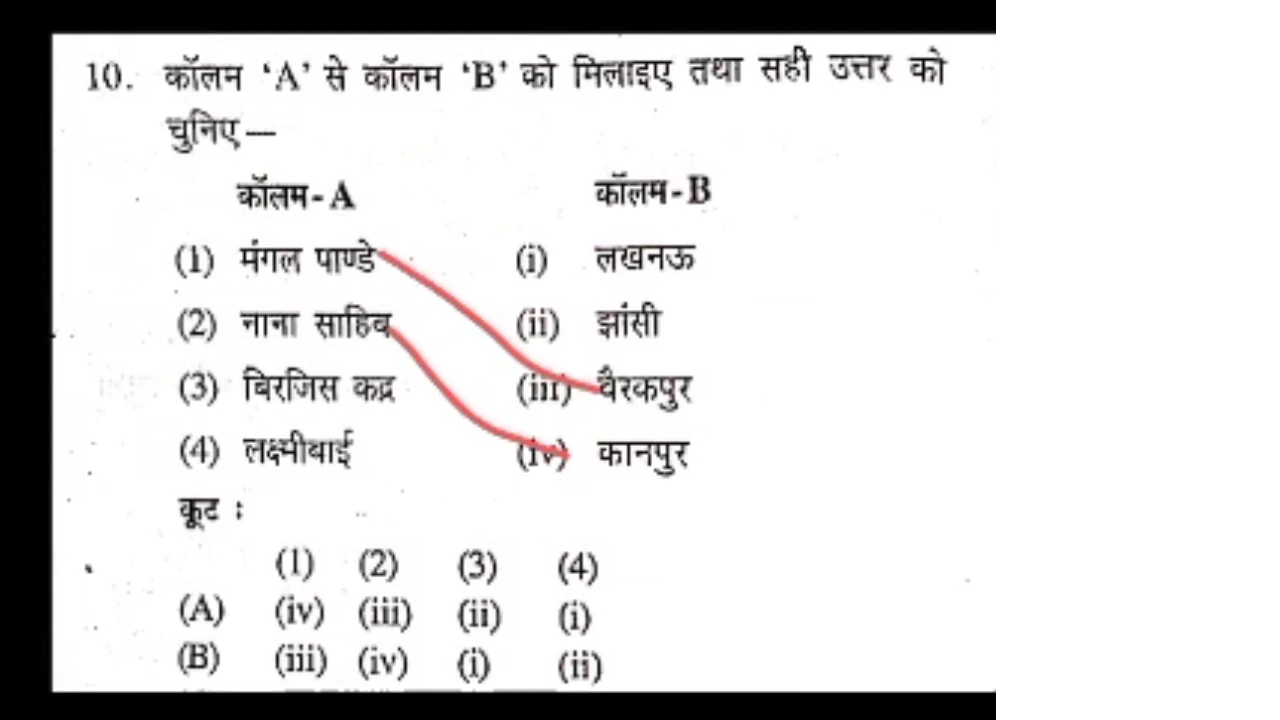 10. कॉलम ‘A’ से कॉलम ‘B’ को मिलाइए तथा सही उत्तर को
चुनिए —
कॉलम - A कॉलम - B
(1) मंगल पाण्डे (i) लखनऊ
(2) नाना साहिब (ii) झांसी
(3) बिरजिस कद्र (iii) बैरकपुर
(4) लक्ष्मीबाई (iv) कानपुर
कूट :
(1) (2) (3) (4)
(A) (iv) (iii) (ii) (i)
(B) (iii) (iv) (i) (ii)